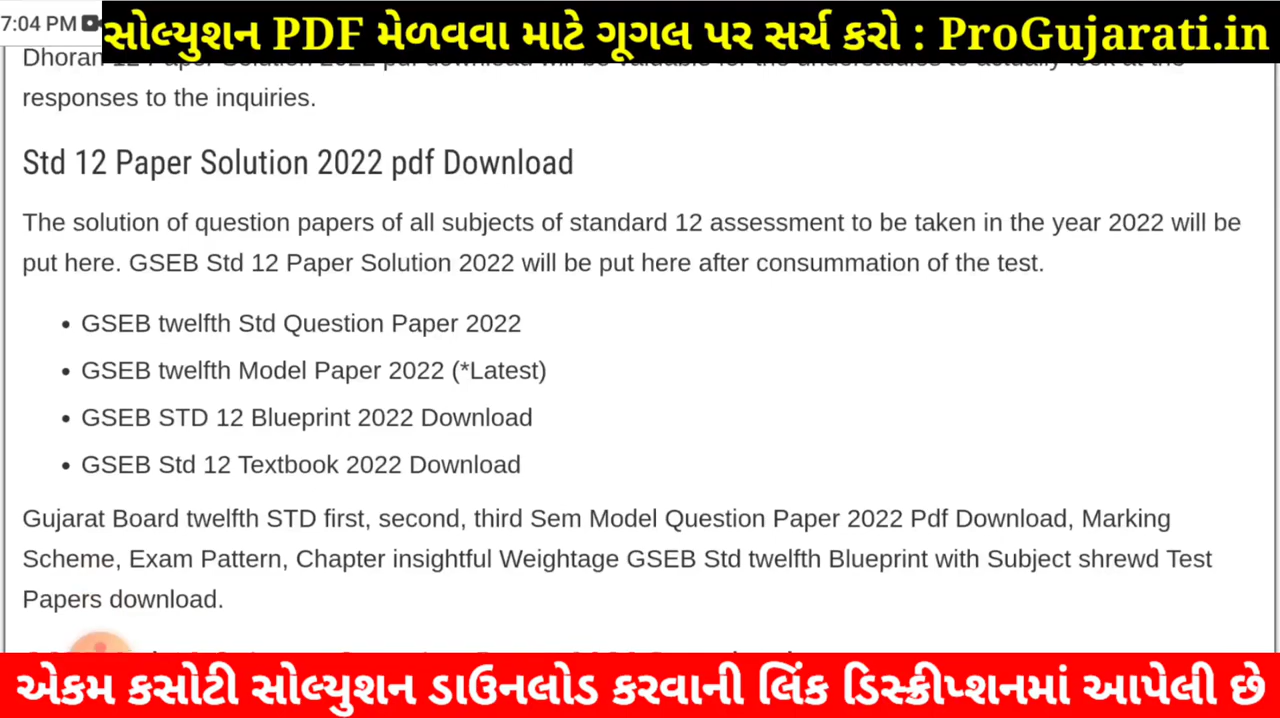 7:04 PM
સોલ્યુશન PDF મેળવવા માટે ગૂગલ પર સર્ચ કરો : ProGujarati.in
responses to the inquiries.
Std 12 Paper Solution 2022 pdf Download
The solution of question papers of all subjects of standard 12 assessment to be taken in the year 2022 will be
put here. GSEB Std 12 Paper Solution 2022 will be put here after consummation of the test.
• GSEB twelfth Std Question Paper 2022
• GSEB twelfth Model Paper 2022 (*Latest)
• GSEB STD 12 Blueprint 2022 Download
• GSEB Std 12 Textbook 2022 Download
Gujarat Board twelfth STD first, second, third Sem Model Question Paper 2022 Pdf Download, Marking
Scheme, Exam Pattern, Chapter insightful Weightage GSEB Std twelfth Blueprint with Subject shrewd Test
Papers download.
એકમ કસોટી સોલ્યુશન ડાઉનલોડ કરવાની લિંક ડિસ્ક્રીપ્શનમાં આપેલી છે